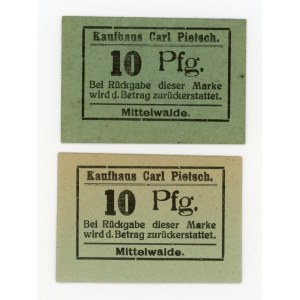 Kaufhaus Carl Pietsch.
10 Pfg.
Bei Rückgabe dieser Marke
wird d. Betrag zurückerstattet.
Mittelwalde.
Kaufhaus Carl Pietsch.
10 Pfg.
Bei Rückgabe dieser Marke
wird d. Betrag zurückerstattet.
Mittelwalde.